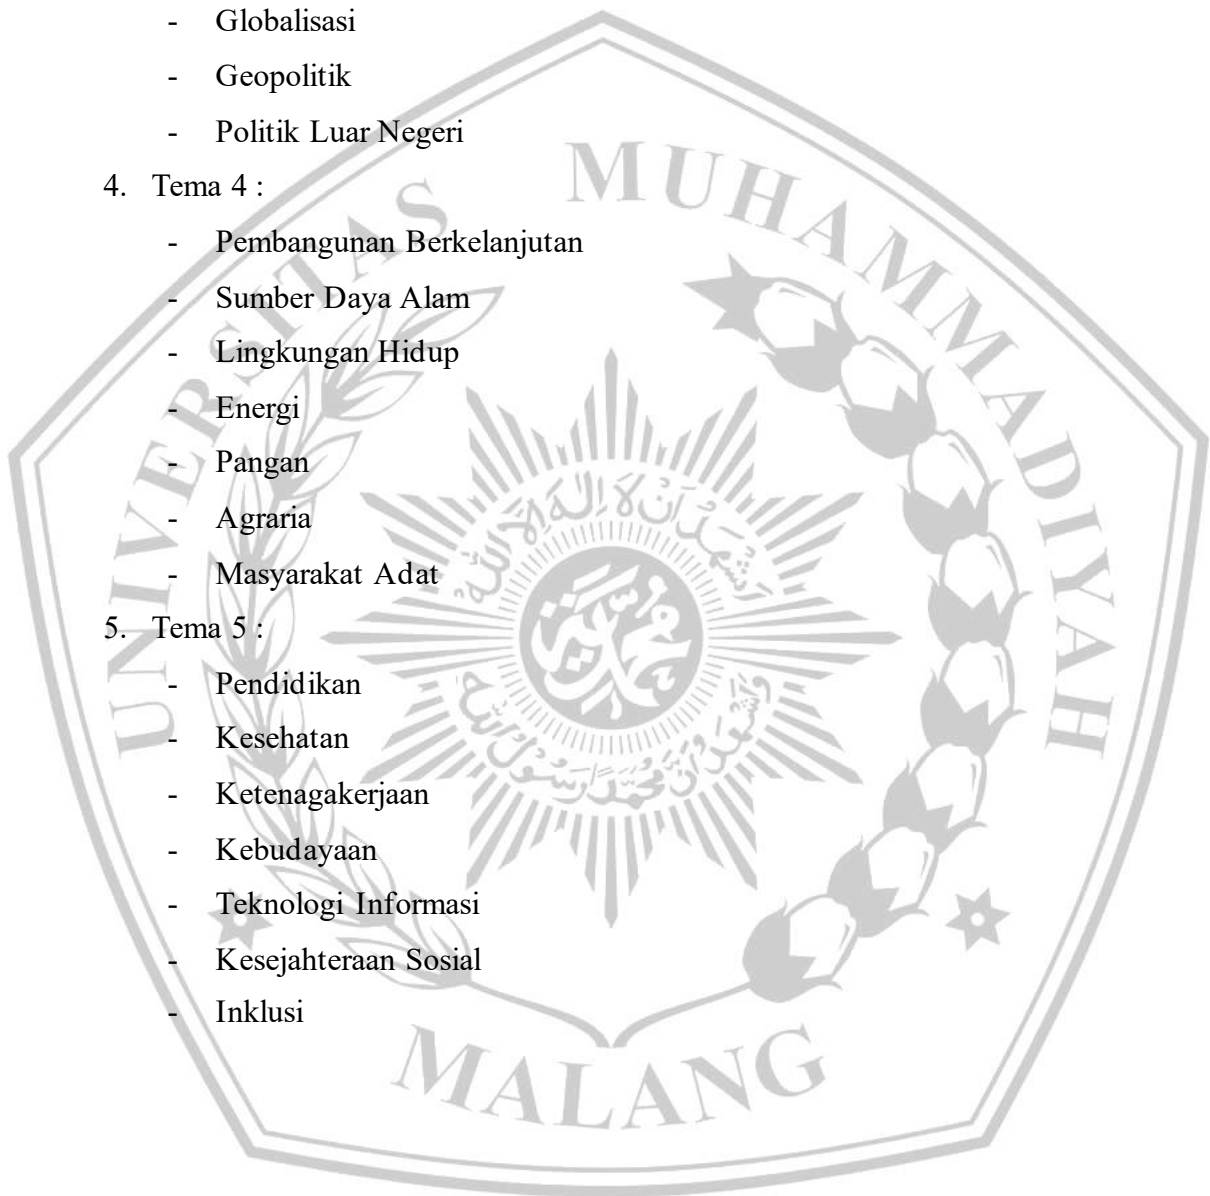 - Globalisasi
- Geopolitik
- Politik Luar Negeri
4. Tema 4 :
- Pembangunan Berkelanjutan
- Sumber Daya Alam
- Lingkungan Hidup
- Energi
- Pangan
- Agraria
- Masyarakat Adat
5. Tema 5 :
- Pendidikan
- Kesehatan
- Ketenagakerjaan
- Kebudayaan
- Teknologi Informasi
- Kesejahteraan Sosial
- Inklusi
UNIVERSITAS MUHAMMADIYAH
MALANG